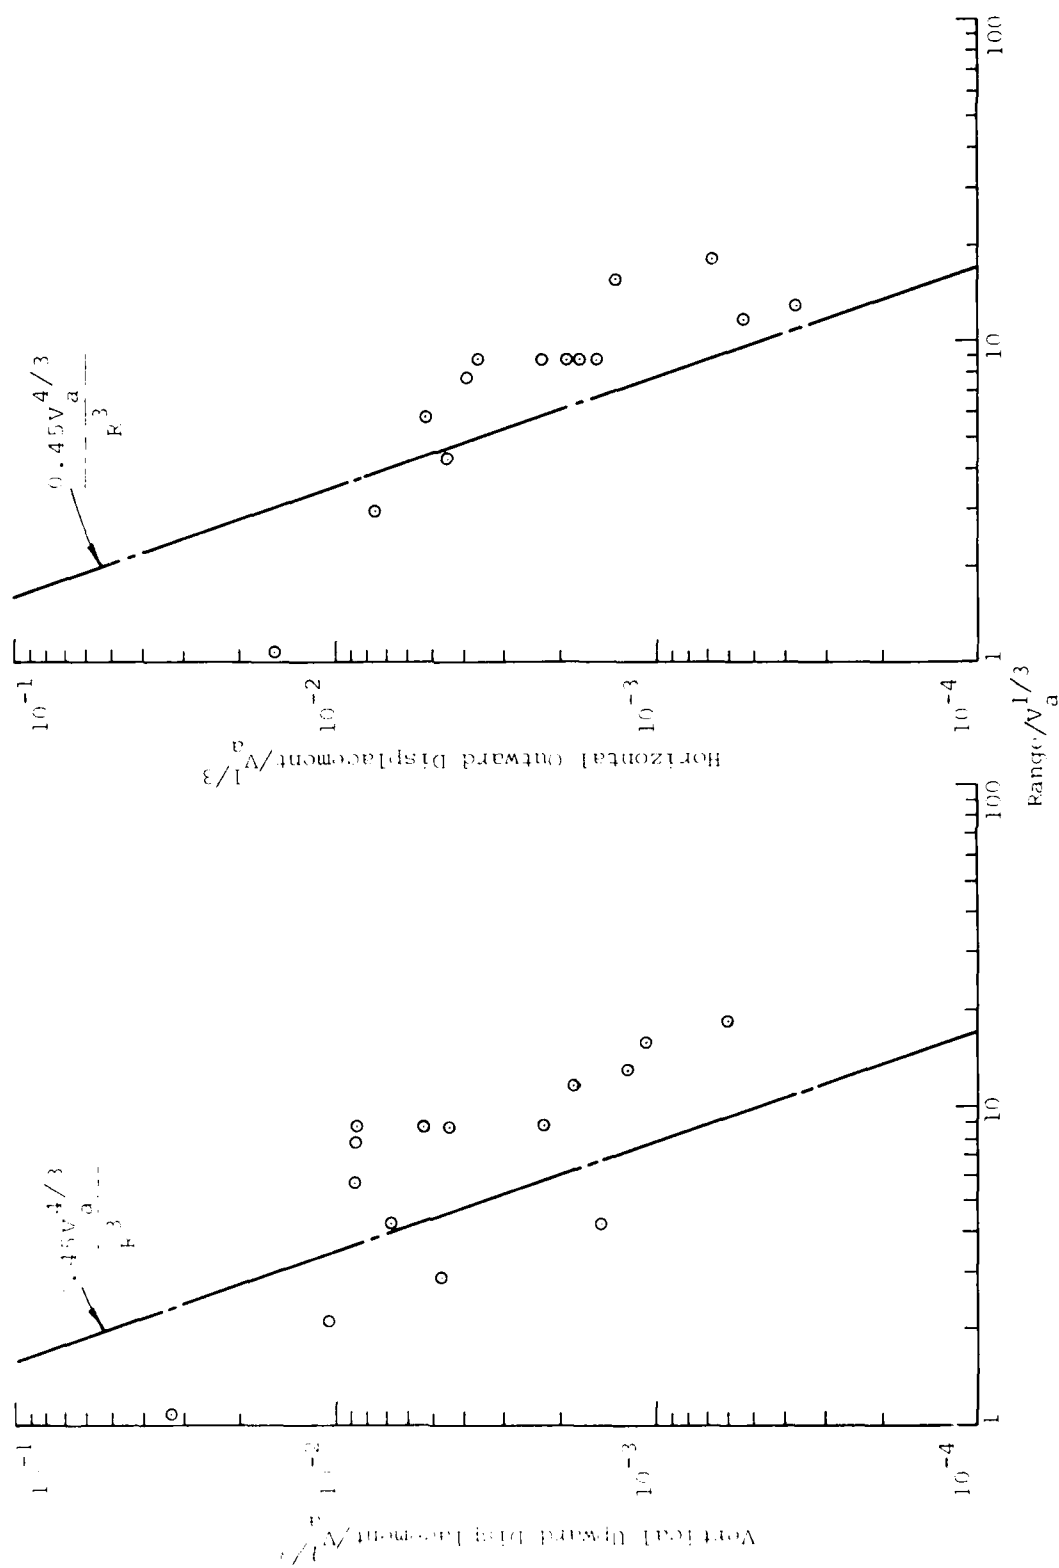 0.45V_a^4/3
R^3
10^-1
10^-2
10^-3
10^-4
Horizontal Outward Displacement/V_a^1/3
1
10
100
Range/V_a^1/3
.45V_a^4/3
R^3
10^-3
10^-4
Vertical Upward Displacement/V_a
1
10
100